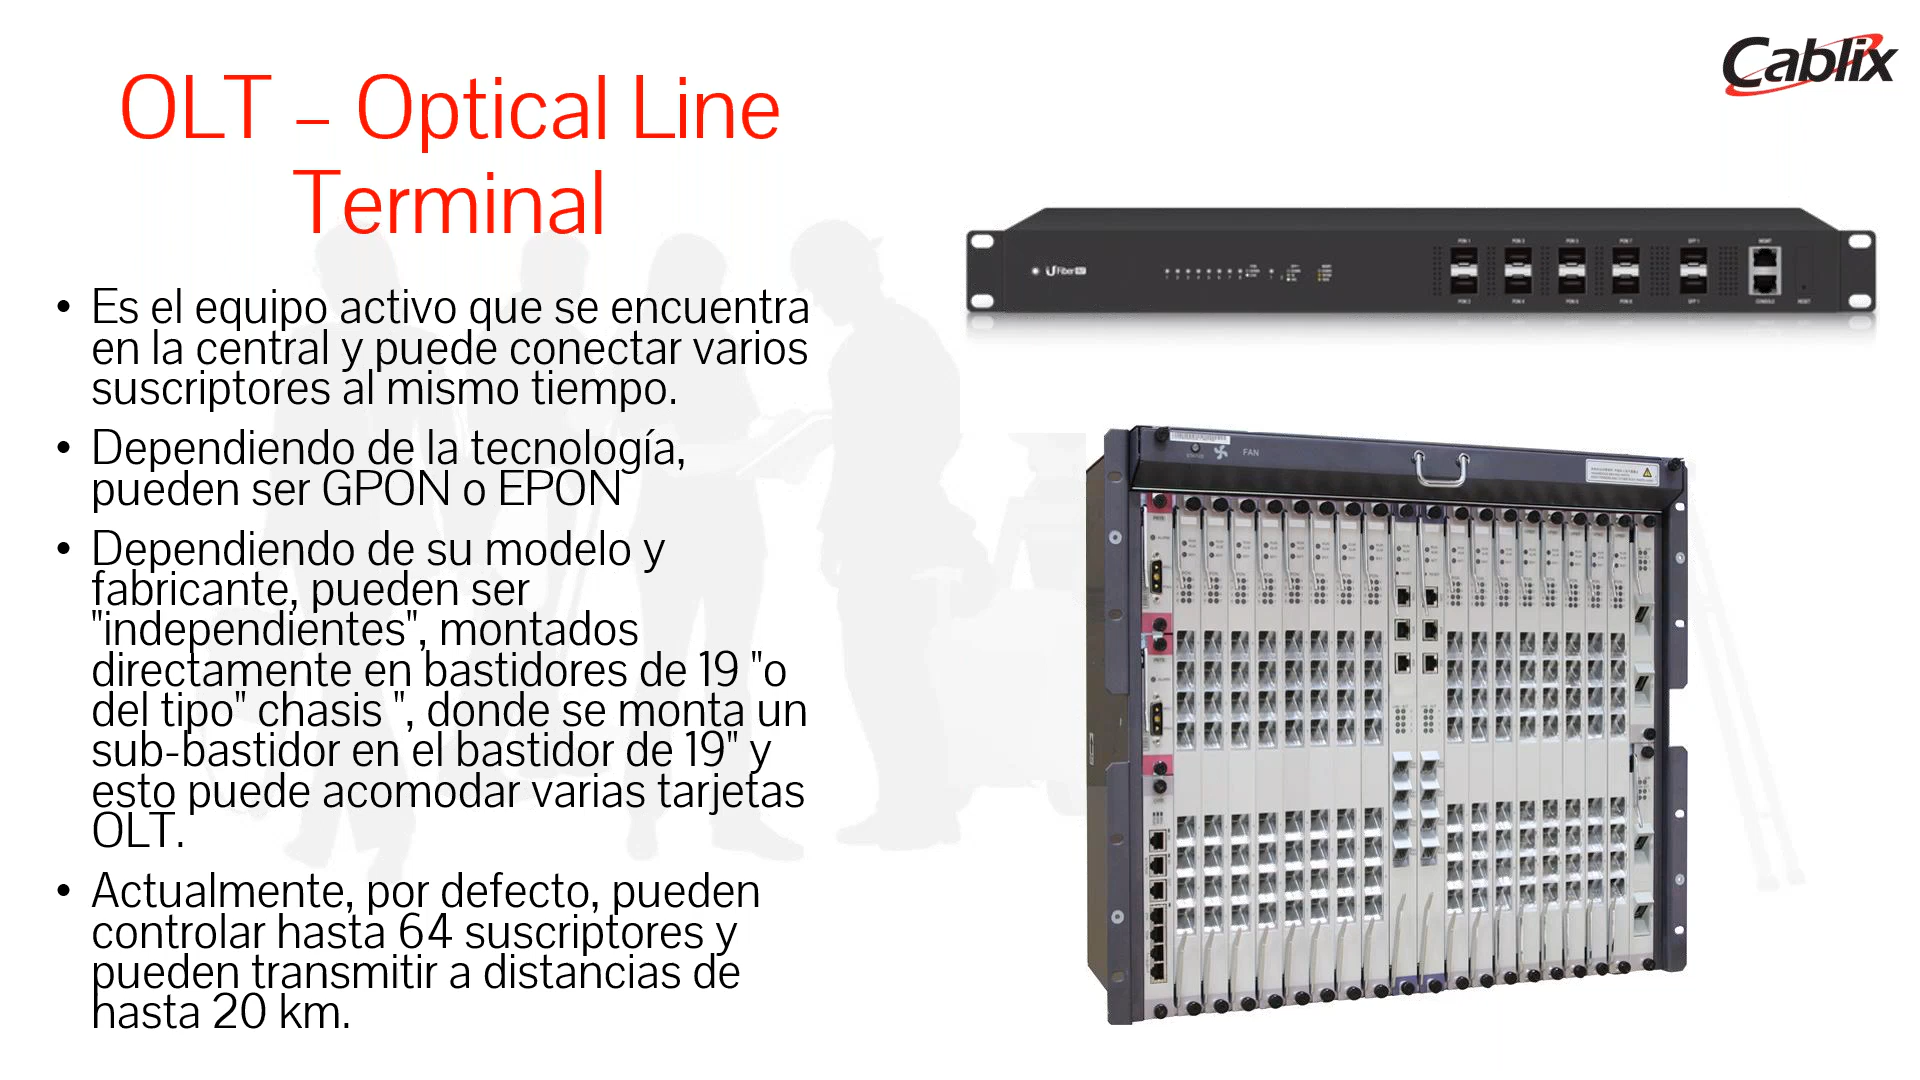 Cablix
OLT – Optical Line
Terminal
• Es el equipo activo que se encuentra
en la central y puede conectar varios
suscriptores al mismo tiempo.
• Dependiendo de la tecnología,
pueden ser GPON o EPON
• Dependiendo de su modelo y
fabricante, pueden ser
"independientes", montados
directamente en bastidores de 19 "o
del tipo" chasis ", donde se monta un
sub-bastidor en el bastidor de 19" y
esto puede acomodar varias tarjetas
OLT.
• Actualmente, por defecto, pueden
controlar hasta 64 suscriptores y
pueden transmitir a distancias de
hasta 20 km.
Fiber
MGMT
CONSOLE
RESET
FAN